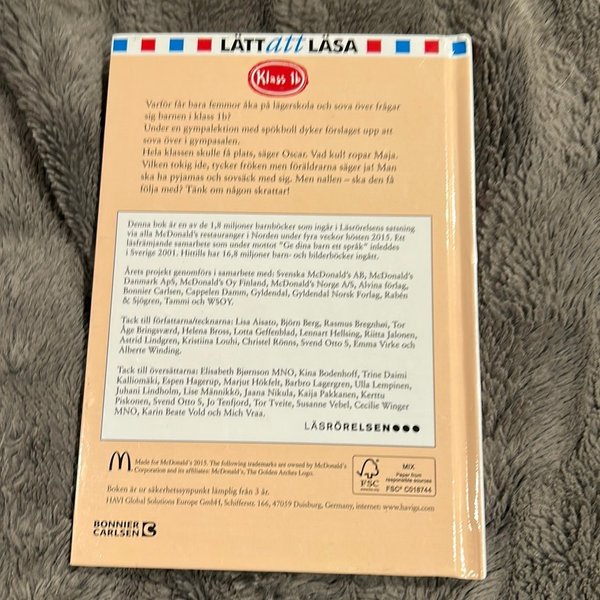 LÄTT att LÄSA
Klass 1b
Varför får bara femmor åka på lägerskola och sova över frågar
sig barnen i klass 1b?
Under en gympalektion med spökboll dyker förslaget upp att
sova över i gympasalen.
Hela klassen skulle få plats, säger Oscar. Vad kul! ropar Maja.
Vilken tokig ide, tycker fröken men föräldrarna säger ja! Man
ska ha pyjamas och sovsäck med sig. Men nallen – ska den få
följa med? Tänk om någon skrattar!
Denna bok är en av de 1,8 miljoner barnböcker som ingår i Läsrörelsens satsning
via alla McDonald's restauranger i Norden under fyra veckor hösten 2015. Ett
läsfrämjande samarbete som under mottot "Ge dina barn ett språk" inleddes
i Sverige 2001. Hittills har 16,8 miljoner barn- och bilderböcker ingått.
Årets projekt genomförs i samarbete med: Svenska McDonald's AB, McDonald's
Danmark ApS, McDonald's Oy Finland, McDonald's Norge A/S, Alvina förlag,
Bonnier Carlsen, Cappelen Damm, Gyldendal, Gyldendal Norsk Forlag, Rabén
& Sjögren, Tammi och WSOY.
Tack till författarna/tecknarna: Lisa Aisato, Björn Berg, Rasmus Bregnhøi, Tor
Åge Bringsværd, Helena Bross, Lotta Geffenblad, Lennart Hellsing, Riitta Jalonen,
Astrid Lindgren, Kristiina Louhi, Christel Rönns, Svend Otto S, Emma Virke och
Alberte Winding.
Tack till översättarna: Elisabeth Bjørnson MNO, Kina Bodenhoff, Trine Daimi
Kalliomäki, Espen Hagerup, Marjut Hökfelt, Barbro Lagergren, Ulla Lempinen,
Juhani Lindholm, Lise Männikkö, Jaana Nikula, Kaija Pakkanen, Kerttu
Piskonen, Svend Otto S, Jo Tenfjord, Tor Tveite, Susanne Vebel, Cecilie Winger
MNO, Karin Beate Vold och Mich Vraa.
LÄSRÖRELSEN●●●
Made for McDonald's 2015. The following trademarks are owned by McDonald's
Corporation and its affiliates: McDonald's, The Golden Arches Logo.
FSC
MIX
Paper from
responsible sources
FSC® C018744
Boken är ur säkerhetssynpunkt lämplig från 3 år.
HAVI Global Solutions Europe GmbH, Schifferstr. 166, 47059 Duisburg, Germany, internet: www.havigs.com
BONNIER
CARLSEN